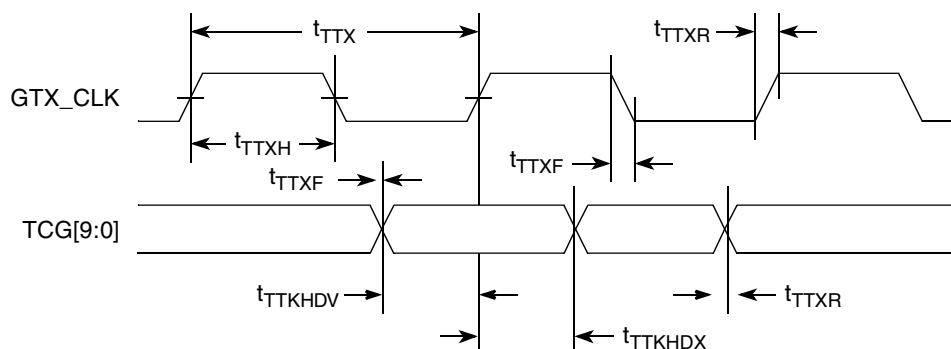 tTTX
tTTXR
GTX_CLK
tTTXH
tTTXF
tTTXF
TCG[9:0]
tTTKHDV
tTTXR
tTTKHDX